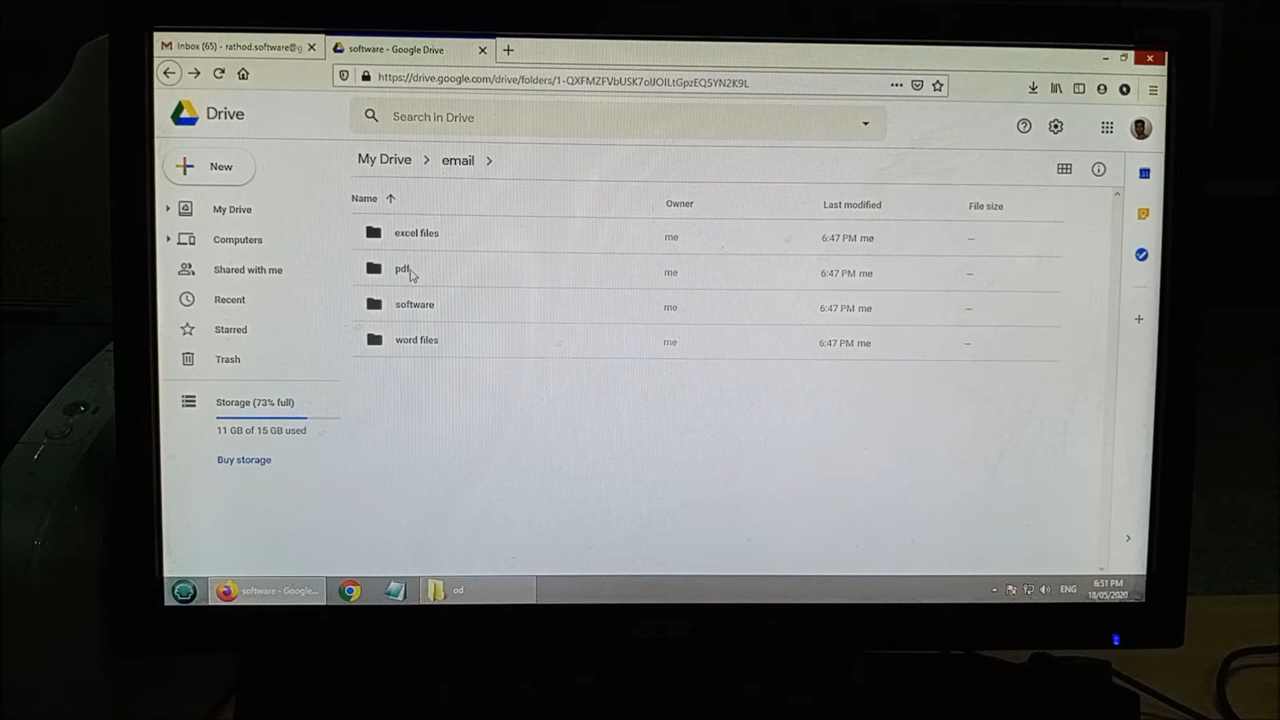 Inbox (65) - rathod.software@g
software - Google Drive
https://drive.google.com/drive/folders/
Drive
Search in Drive
New
My Drive > email >
Name
Owner
Last modified
File size
My Drive
excel files
me
6:47 PM me
–
Computers
pdf
me
6:47 PM me
–
Shared with me
software
me
6:47 PM me
–
Recent
word files
me
6:47 PM me
–
Starred
Trash
Storage (73% full)
11 GB of 15 GB used
Buy storage
31
software - Google...
od
ENG
6:51 PM
18/05/2020